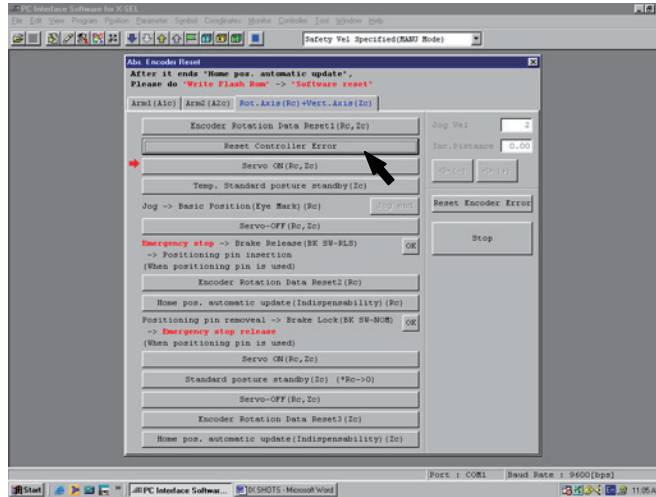 PC Interface Software for X-SEL
File Edit View Program Position Parameter Symbol Coordinates Monitor Controller Tool Window Help
Safety Vel Specified(MANU Mode)
Abs. Encoder Reset
After it ends "Home pos. automatic update",
Please do "Write Flash Rom" -> "Software reset"
Arm1(A1c) Arm2(A2c) Rot.Axis(Rc)+Vert.Axis(Zc)
Encoder Rotation Data Reset1(Rc,Zc)
Reset Controller Error
Servo ON(Rc,Zc)
Temp. Standard posture standby(Zc)
Jog -> Basic Position(Eye Mark)(Rc)
Jog end
Servo-OFF(Rc,Zc)
Emergency stop -> Brake Release(BK SW-RLS)
-> Positioning pin insertion
(When positioning pin is used)
OK
Encoder Rotation Data Reset2(Rc)
Home pos. automatic update(Indispensability)(Rc)
Positioning pin removeal -> Brake Lock(BK SW-NOM)
-> Emergency stop release
(When positioning pin is used)
OK
Servo ON(Rc,Zc)
Standard posture standby(Zc) (*Rc->0)
Servo-OFF(Rc,Zc)
Encoder Rotation Data Reset3(Zc)
Home pos. automatic update(Indispensability)(Zc)
Jog Vel 2
Inc.Distance 0.00
Reset Encoder Error
Stop
Port : COM1 Baud Rate : 9600[bps]
Start
PC Interface Softwar...
IX SHOTS - Microsoft Word
11:05 A